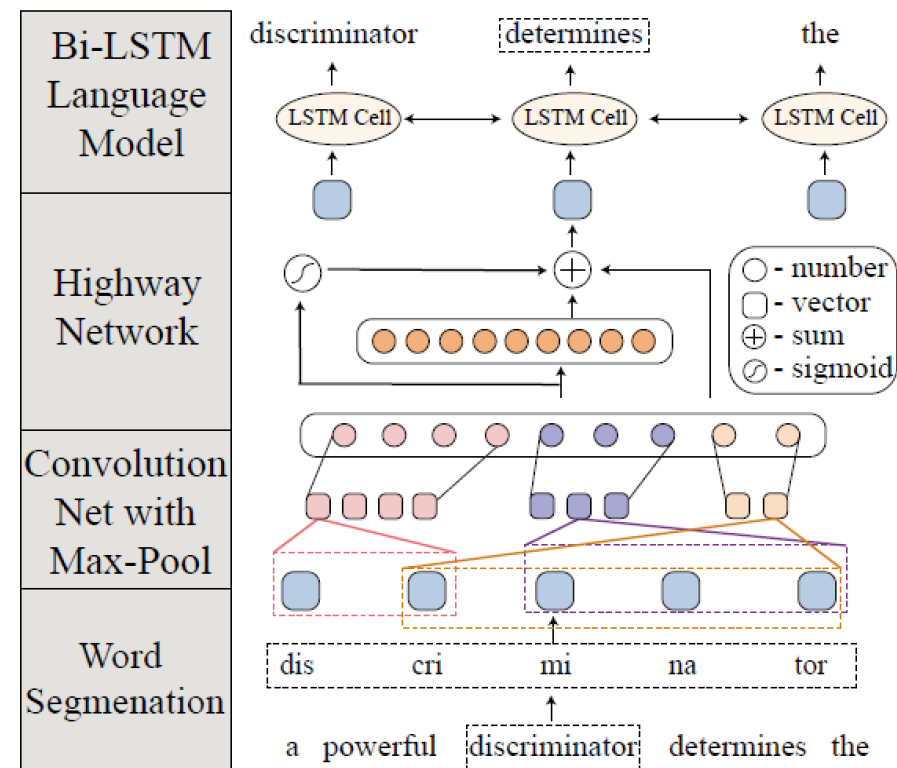 Bi-LSTM
Language
Model
discriminator determines the
LSTM Cell LSTM Cell LSTM Cell
Highway
Network
- number
- vector
- sum
- sigmoid
Convolution
Net with
Max-Pool
Word
Segmenation
dis cri mi na tor
a powerful discriminator determines the